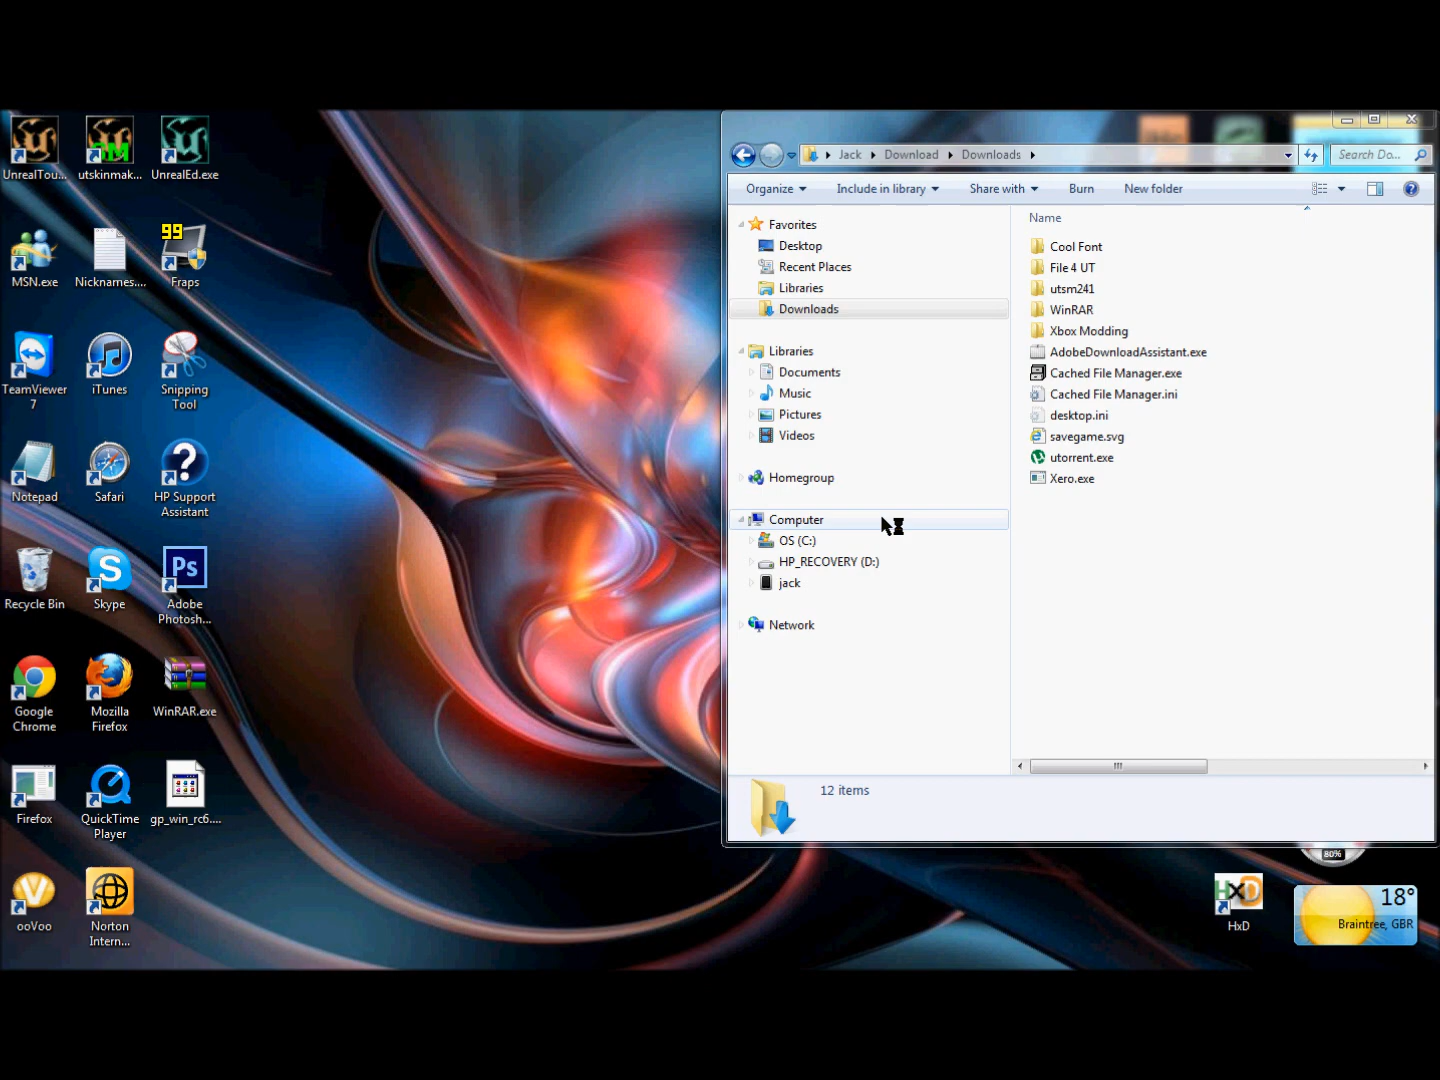 UnrealTou...
utskinmak...
UnrealEd.exe
99
MSN.exe
Nicknames....
Fraps
TeamViewer
7
iTunes
Snipping
Tool
Notepad
Safari
HP Support
Assistant
Recycle Bin
Skype
Ps
Adobe
Photosh...
Google
Chrome
Mozilla
Firefox
WinRAR.exe
Firefox
QuickTime
Player
gp_win_rc6....
ooVoo
Norton
Intern...
Jack
Download
Downloads
Search Do...
Organize
Include in library
Share with
Burn
New folder
Favorites
Desktop
Recent Places
Libraries
Downloads
Libraries
Documents
Music
Pictures
Videos
Homegroup
Computer
OS (C:)
HP_RECOVERY (D:)
jack
Network
Name
Cool Font
File 4 UT
utsm241
WinRAR
Xbox Modding
AdobeDownloadAssistant.exe
Cached File Manager.exe
Cached File Manager.ini
desktop.ini
savegame.svg
utorrent.exe
Xero.exe
12 items
80%
HxD
HxD
18°
Braintree, GBR